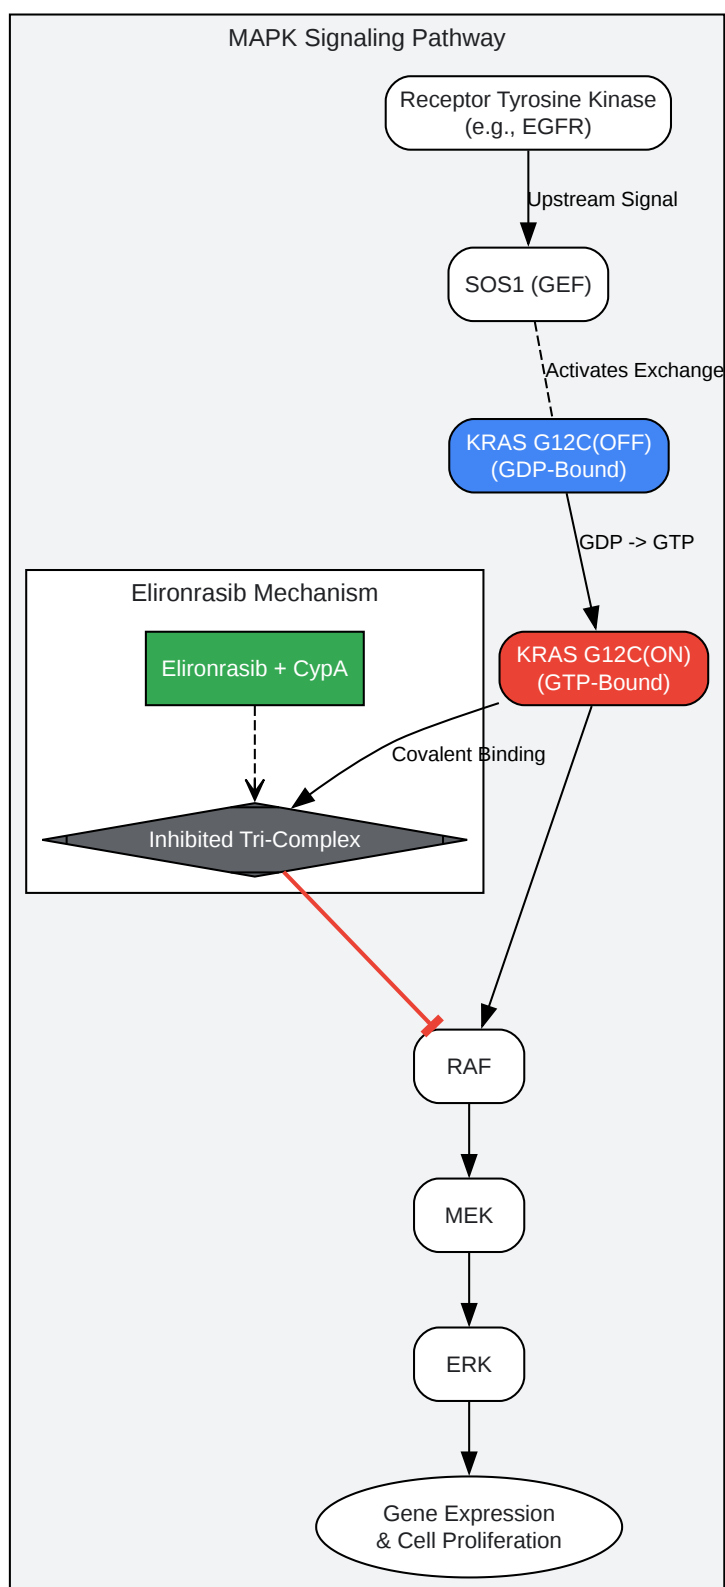 MAPK Signaling Pathway
Receptor Tyrosine Kinase
(e.g., EGFR)
Upstream Signal
SOS1 (GEF)
Activates Exchange
KRAS G12C(OFF)
(GDP-Bound)
GDP -> GTP
Elironrasib Mechanism
Elironrasib + CypA
KRAS G12C(ON)
(GTP-Bound)
Covalent Binding
Inhibited Tri-Complex
RAF
MEK
ERK
Gene Expression
& Cell Proliferation